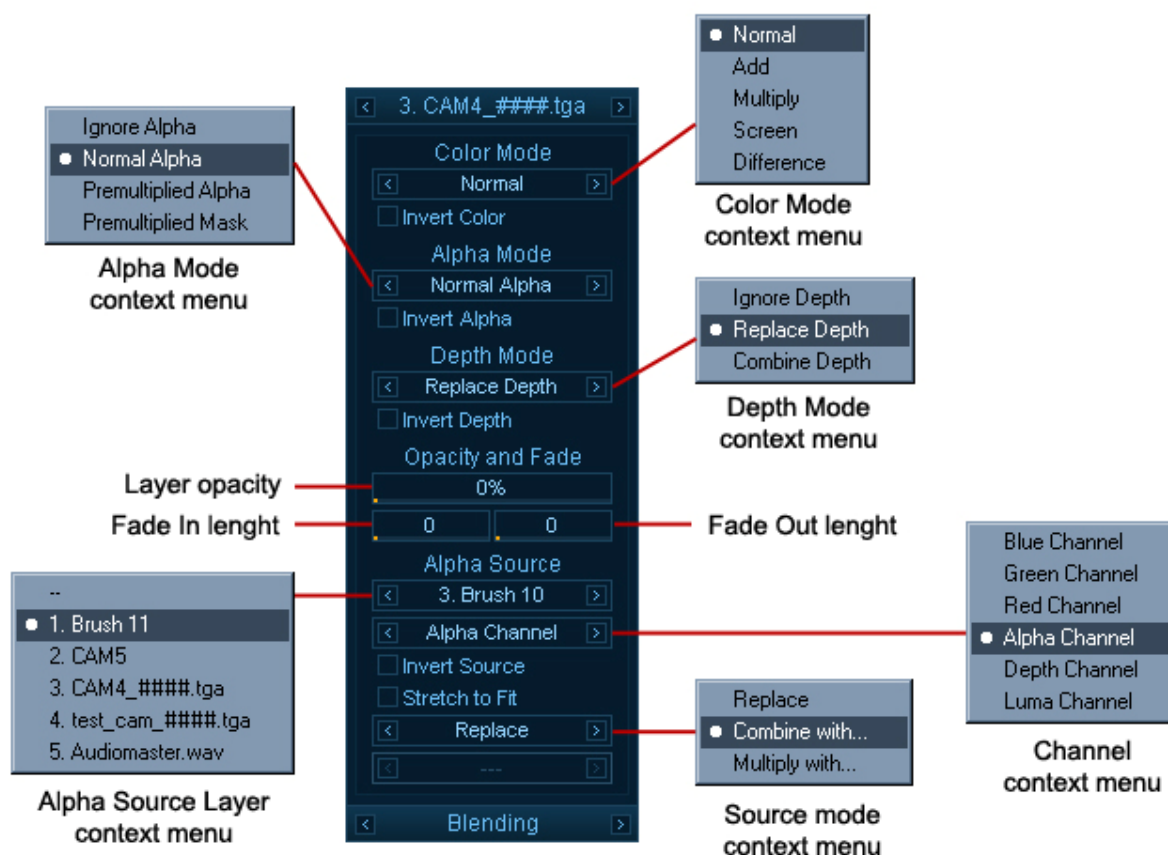 Normal
Add
Multiply
Screen
Difference
Color Mode
context menu
Ignore Alpha
Normal Alpha
Premultiplied Alpha
Premultiplied Mask
Alpha Mode
context menu
< 3. CAM4_####.tga >
Color Mode
< Normal >
Invert Color
Alpha Mode
< Normal Alpha >
Invert Alpha
Depth Mode
< Replace Depth >
Invert Depth
Opacity and Fade
0%
0 0
Alpha Source
< 3. Brush 10 >
< Alpha Channel >
Invert Source
Stretch to Fit
< Replace >
< --- >
< Blending >
Ignore Depth
Replace Depth
Combine Depth
Depth Mode
context menu
Layer opacity
Fade In lenght
Fade Out lenght
--
1. Brush 11
2. CAM5
3. CAM4_####.tga
4. test_cam_####.tga
5. Audiomaster.wav
Alpha Source Layer
context menu
Blue Channel
Green Channel
Red Channel
Alpha Channel
Depth Channel
Luma Channel
Channel
context menu
Replace
Combine with...
Multiply with...
Source mode
context menu